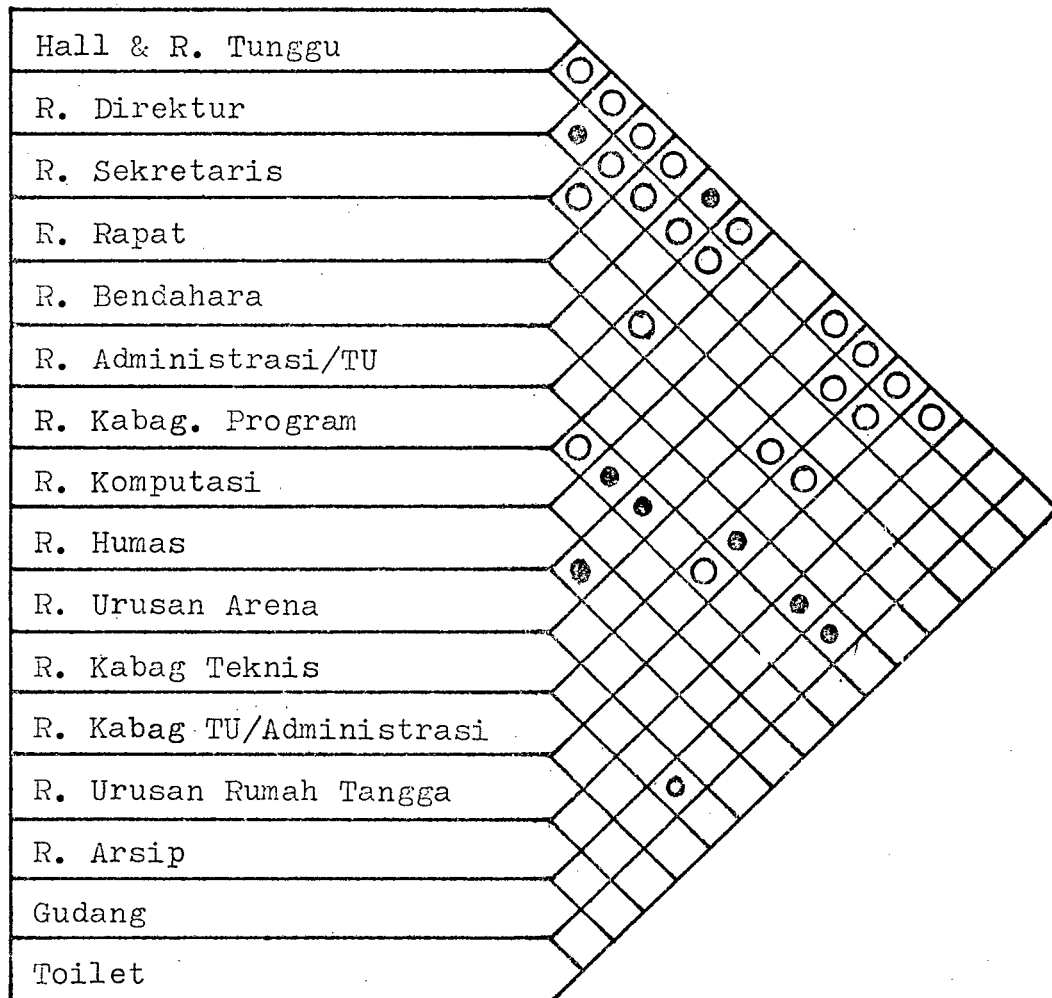 Hall & R. Tunggu
R. Direktur
R. Sekretaris
R. Rapat
R. Bendahara
R. Administrasi/TU
R. Kabag. Program
R. Komputasi
R. Humas
R. Urusan Arena
R. Kabag Teknis
R. Kabag TU/Administrasi
R. Urusan Rumah Tangga
R. Arsip
Gudang
Toilet